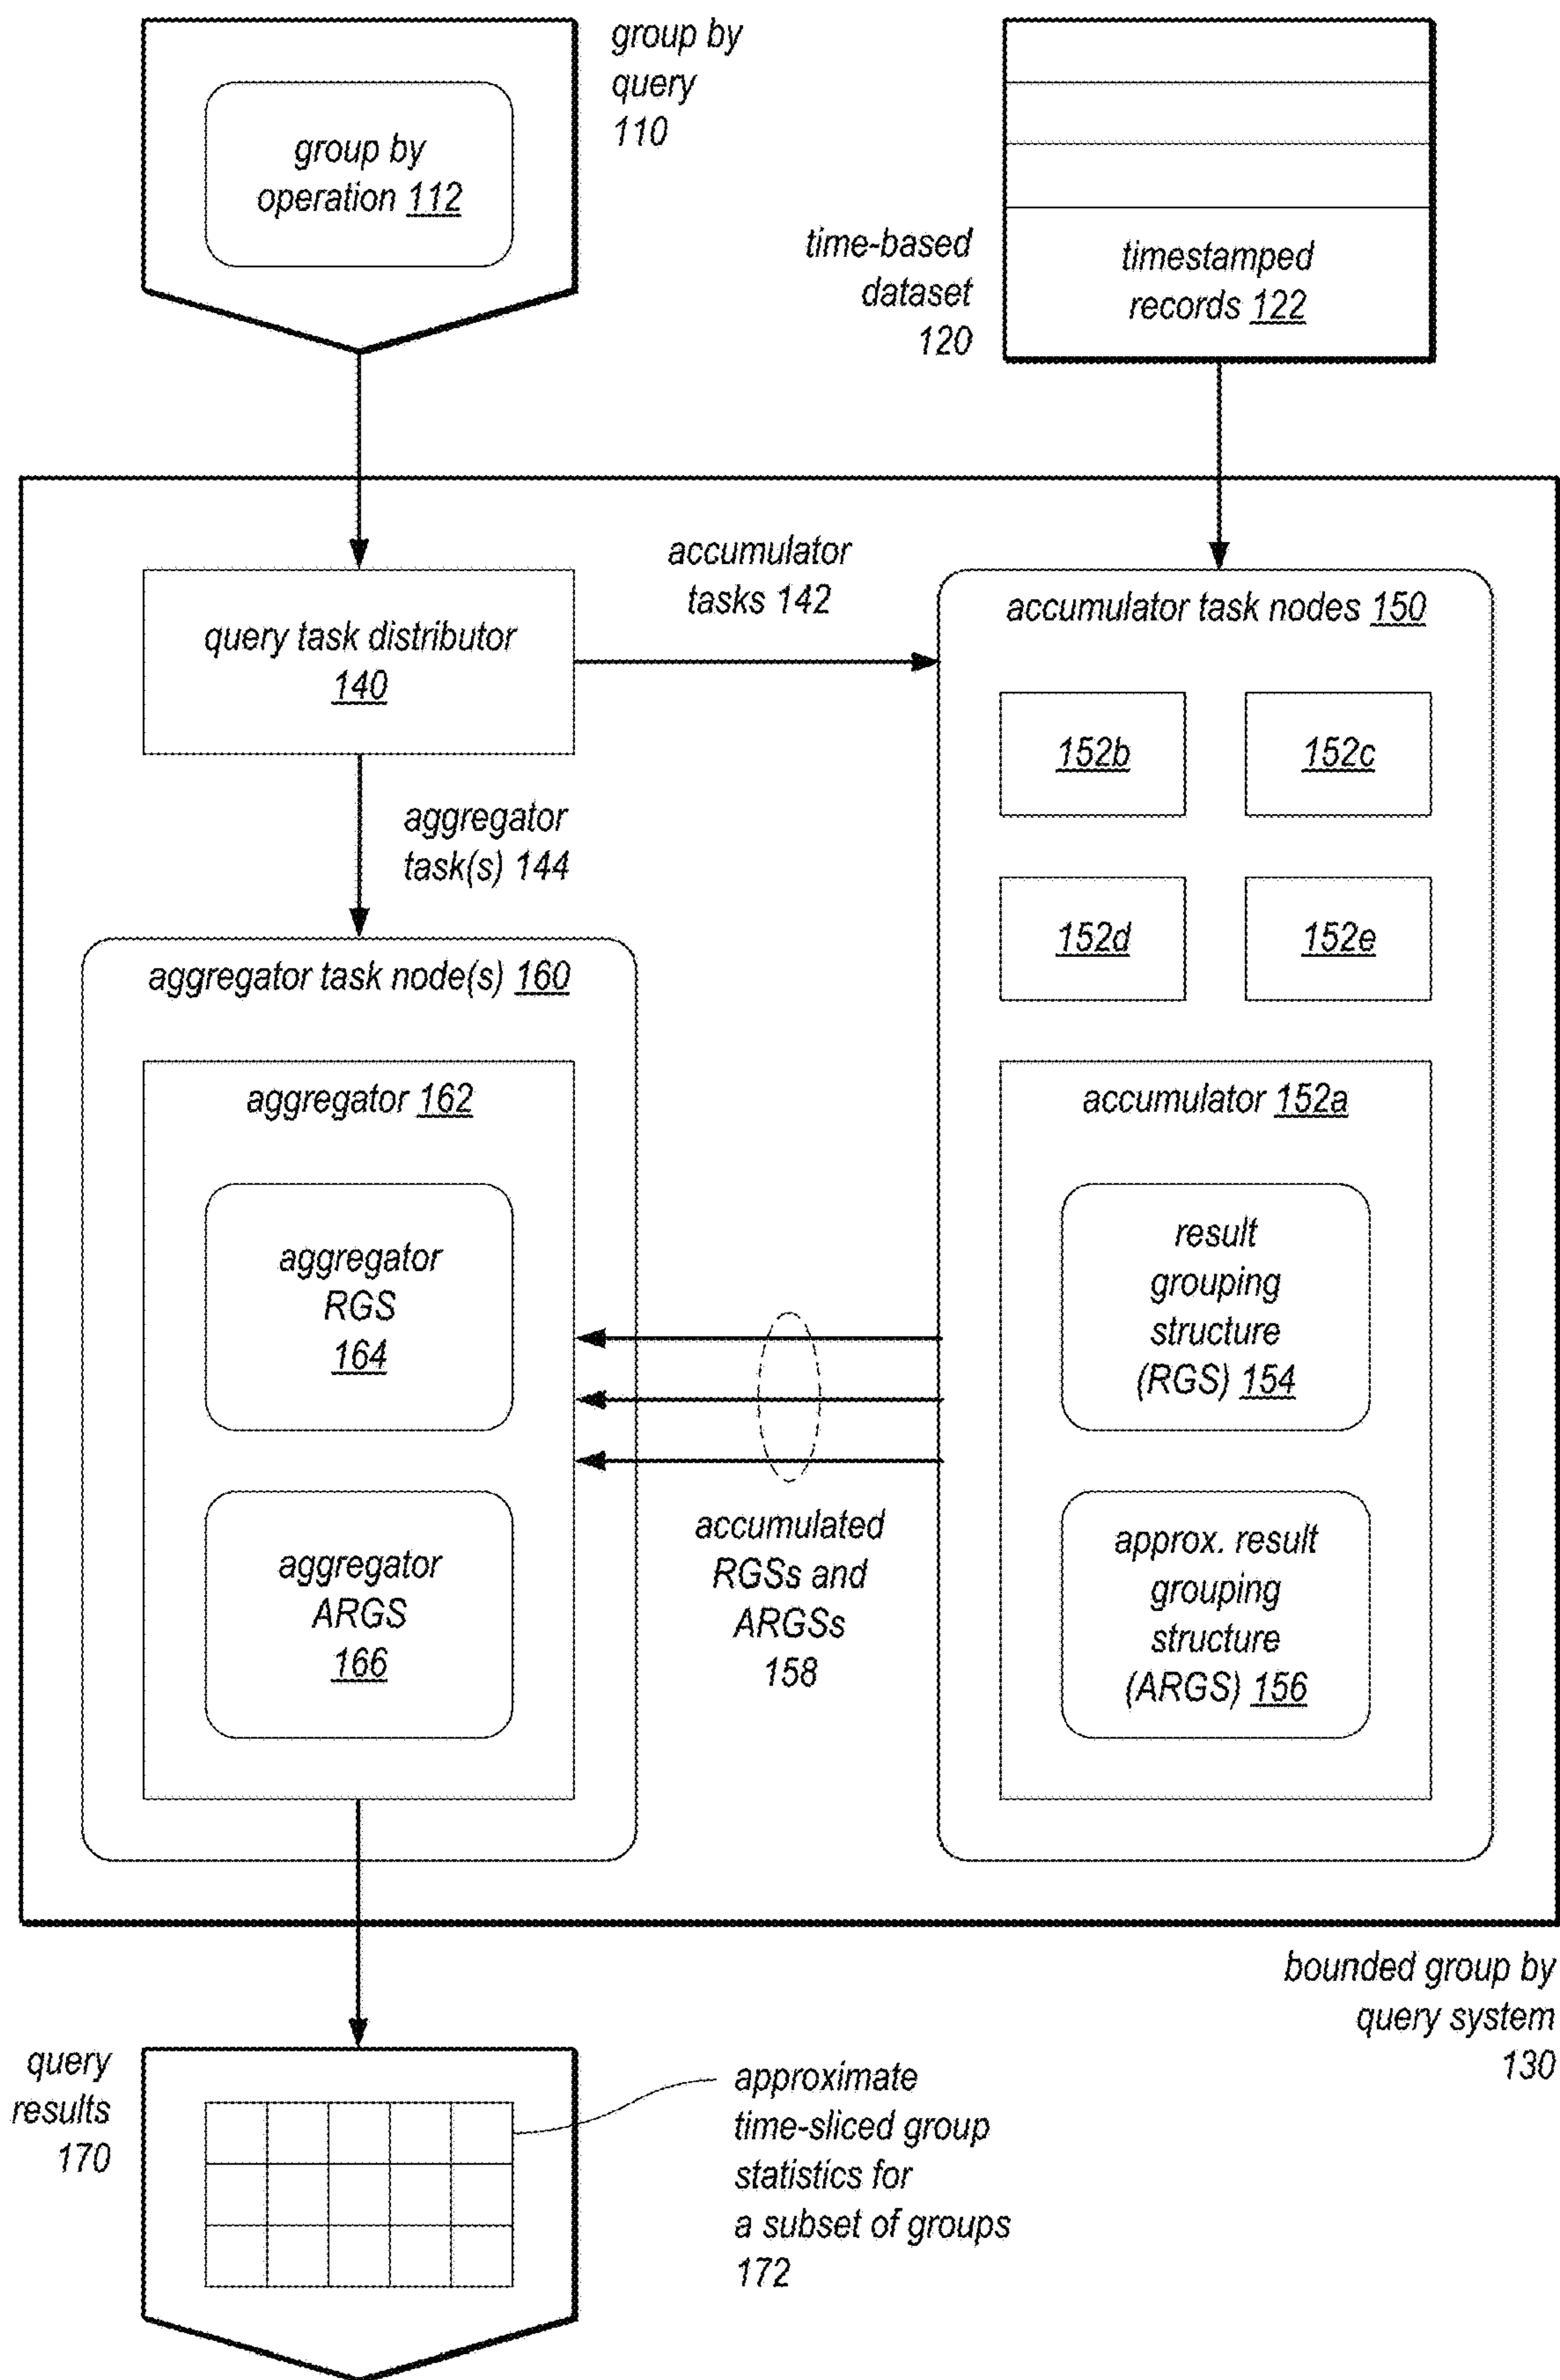 group by
query
110
group by
operation 112
time-based
dataset
120
timestamped
records 122
accumulator
tasks 142
query task distributor
140
accumulator task nodes 150
152b
152c
aggregator
task(s) 144
152d
152e
aggregator task node(s) 160
aggregator 162
accumulator 152a
aggregator
RGS
164
result
grouping
structure
(RGS) 154
aggregator
ARGS
166
accumulated
RGSs and
ARGSs
158
approx. result
grouping
structure
(ARGS) 156
bounded group by
query system
130
query
results
170
approximate
time-sliced group
statistics for
a subset of groups
172